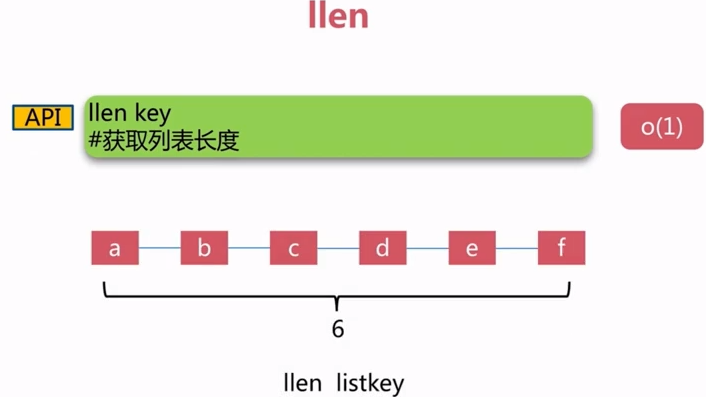 llen
API
llen key
#获取列表长度
o(1)
a b c d e f
6
llen listkey